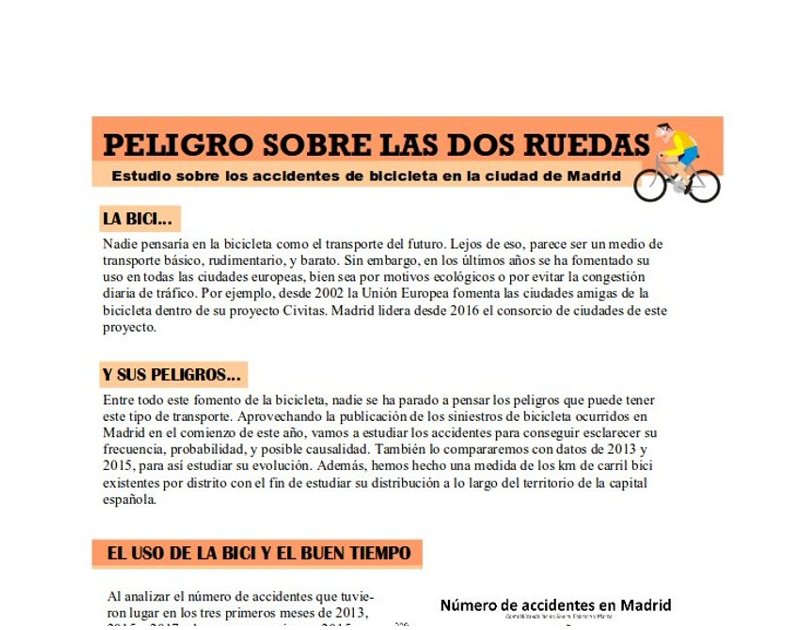 PELIGRO SOBRE LAS DOS RUEDAS
Estudio sobre los accidentes de bicicleta en la ciudad de Madrid
LA BICI...
Nadie pensaría en la bicicleta como el transporte del futuro. Lejos de eso, parece ser un medio de
transporte básico, rudimentario, y barato. Sin embargo, en los últimos años se ha fomentado su
uso en todas las ciudades europeas, bien sea por motivos ecológicos o por evitar la congestión
diaria de tráfico. Por ejemplo, desde 2002 la Unión Europea fomenta las ciudades amigas de la
bicicleta dentro de su proyecto Civitas. Madrid lidera desde 2016 el consorcio de ciudades de este
proyecto.
Y SUS PELIGROS...
Entre todo este fomento de la bicicleta, nadie se ha parado a pensar los peligros que puede tener
este tipo de transporte. Aprovechando la publicación de los siniestros de bicicleta ocurridos en
Madrid en el comienzo de este año, vamos a estudiar los accidentes para conseguir esclarecer su
frecuencia, probabilidad, y posible causalidad. También lo compararemos con datos de 2013 y
2015, para así estudiar su evolución. Además, hemos hecho una medida de los km de carril bici
existentes por distrito con el fin de estudiar su distribución a lo largo del territorio de la capital
española.
EL USO DE LA BICI Y EL BUEN TIEMPO
Al analizar el número de accidentes que tuvie-
ron lugar en los tres primeros meses de 2013,
Número de accidentes en Madrid